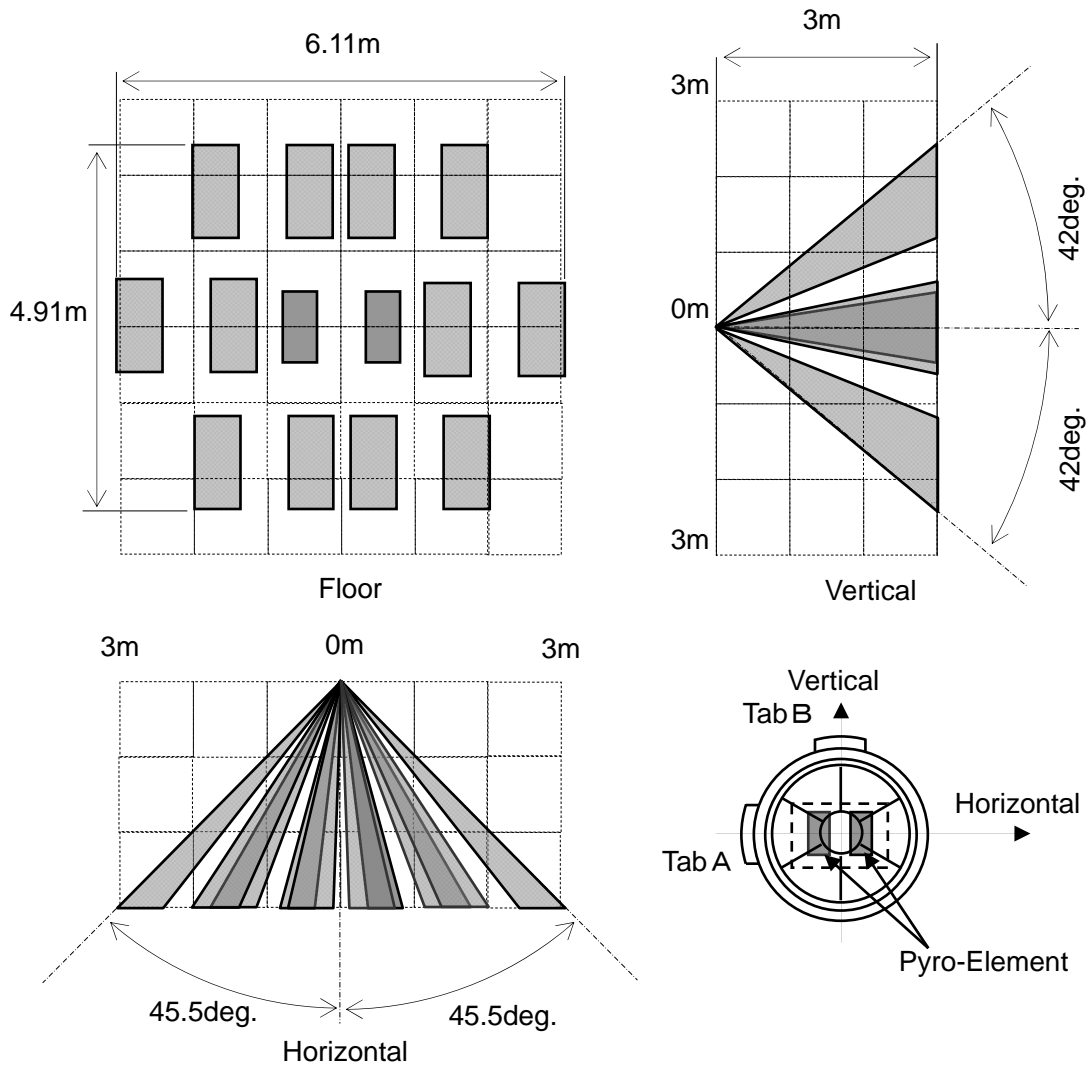 6.11m
4.91m
Floor
3m
3m
0m
3m
42deg.
42deg.
Vertical
3m
0m
3m
45.5deg.
45.5deg.
Horizontal
Vertical
Tab B
Horizontal
Tab A
Pyro-Element